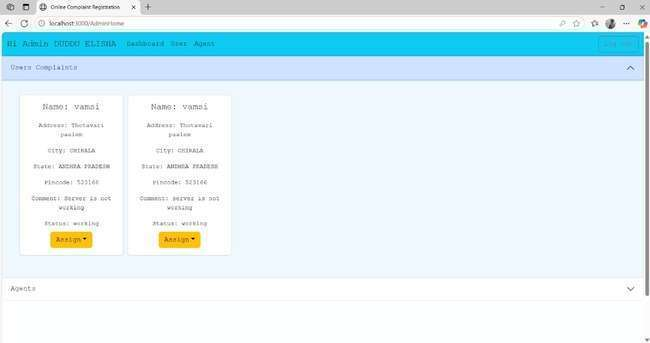 Online Complaint Registration
localhost:3000/AdminHome
Hi Admin DUDDU ELISHA Dashboard User Agent Log out
Users Complaints
Name: vamsi
Address: Thotavari
paalem
City: CHIRALA
State: ANDHRA PRADESH
Pincode: 523166
Comment: Server is not
working
Status: working
Assign
Name: vamsi
Address: Thotavari
paalem
City: CHIRALA
State: ANDHRA PRADESH
Pincode: 523166
Comment: server is not
working
Status: working
Assign
Agents